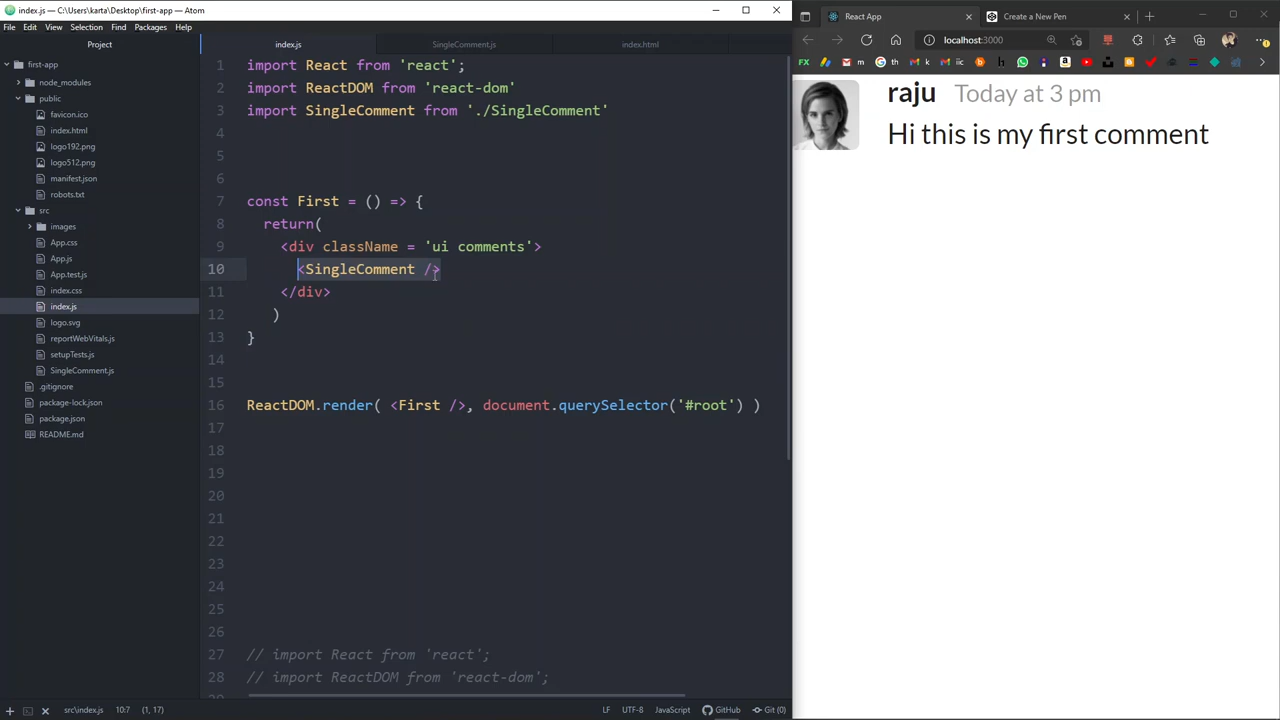 index.js — C:\Users\karta\Desktop\first-app — Atom
File Edit View Selection Find Packages Help
Project
first-app
node_modules
public
favicon.ico
index.html
logo192.png
logo512.png
manifest.json
robots.txt
src
images
App.css
App.js
App.test.js
index.css
index.js
logo.svg
reportWebVitals.js
setupTests.js
SingleComment.js
.gitignore
package-lock.json
package.json
README.md
index.js SingleComment.js index.html
1 import React from 'react';
2 import ReactDOM from 'react-dom'
3 import SingleComment from './SingleComment'
4
5
6
7 const First = () => {
8 return(
9 <div className = 'ui comments'>
10 <SingleComment />
11 </div>
12 )
13 }
14
15
16 ReactDOM.render( <First />, document.querySelector('#root') )
17
18
19
20
21
22
23
24
25
26
27 // import React from 'react';
28 // import ReactDOM from 'react-dom';
src\index.js 10:7 (1, 17) LF UTF-8 JavaScript GitHub Git (0)
React App Create a New Pen
localhost:3000
FX M G th M kic M iic
raju Today at 3 pm
Hi this is my first comment